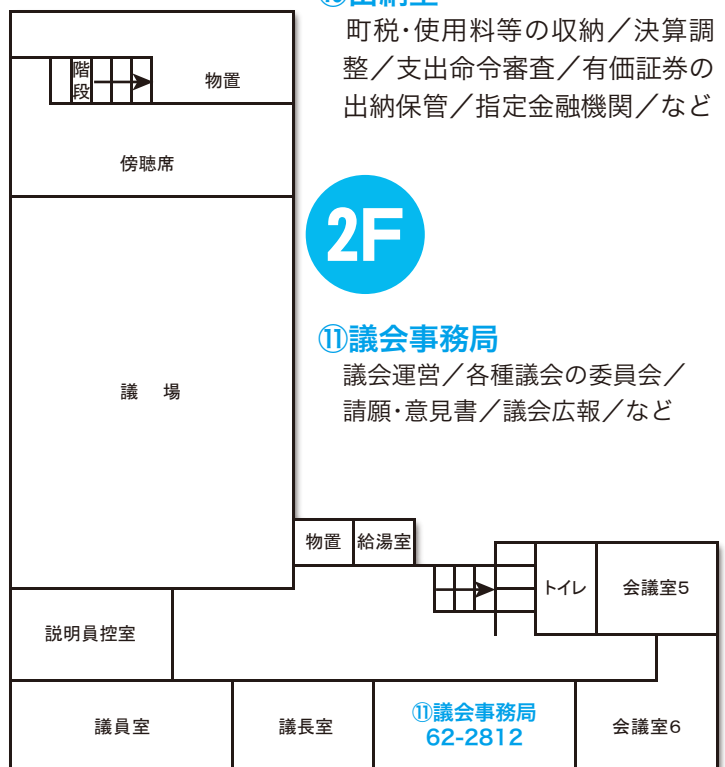 町税・使用料等の収納／決算調
整／支出命令審査／有価証券の
出納保管／指定金融機関／など
階段
物置
傍聴席
2F
⑪議会事務局
議会運営／各種議会の委員会／
請願・意見書／議会広報／など
議 場
物置
給湯室
トイレ
会議室5
説明員控室
議員室
議長室
⑪議会事務局
62-2812
会議室6